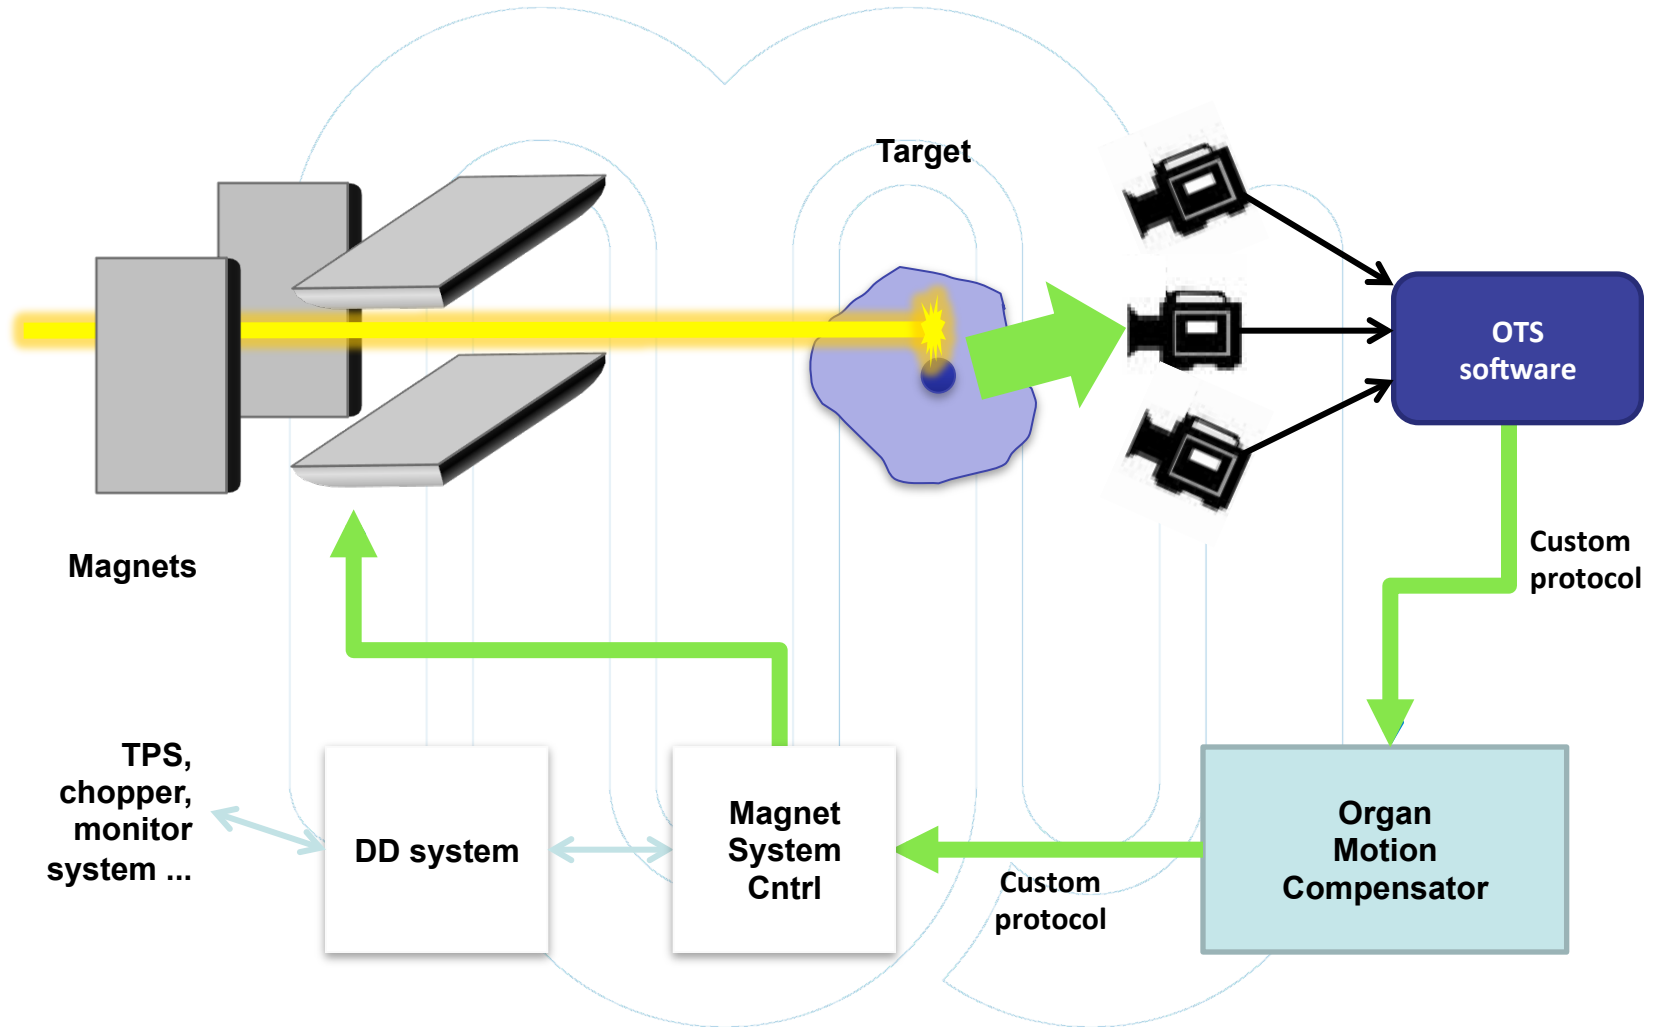 Target
OTS
software
Magnets
Custom
protocol
TPS,
chopper,
monitor
system ...
DD system
Magnet
System
Cntrl
Custom
protocol
Organ
Motion
Compensator